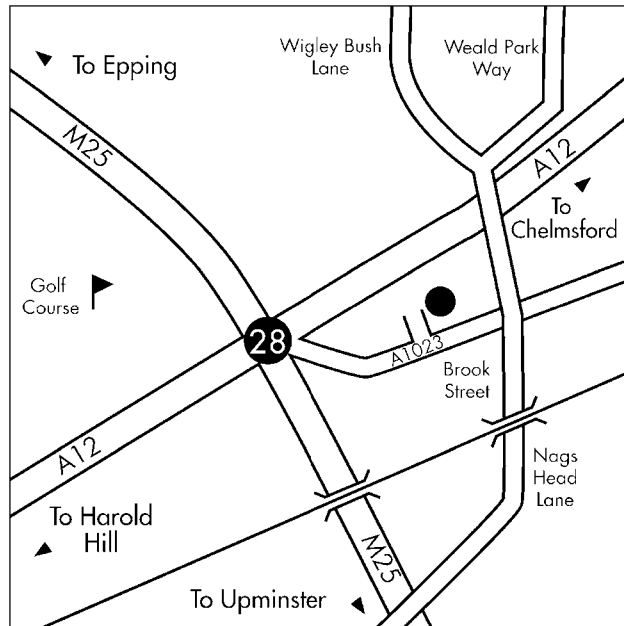 Wigley Bush
Lane
Weald Park
Way
To Epping
M25
A12
To
Chelmsford
Golf
Course
28
A1023
Brook
Street
A12
Nags
Head
Lane
To Harold
Hill
M25
To Upminster